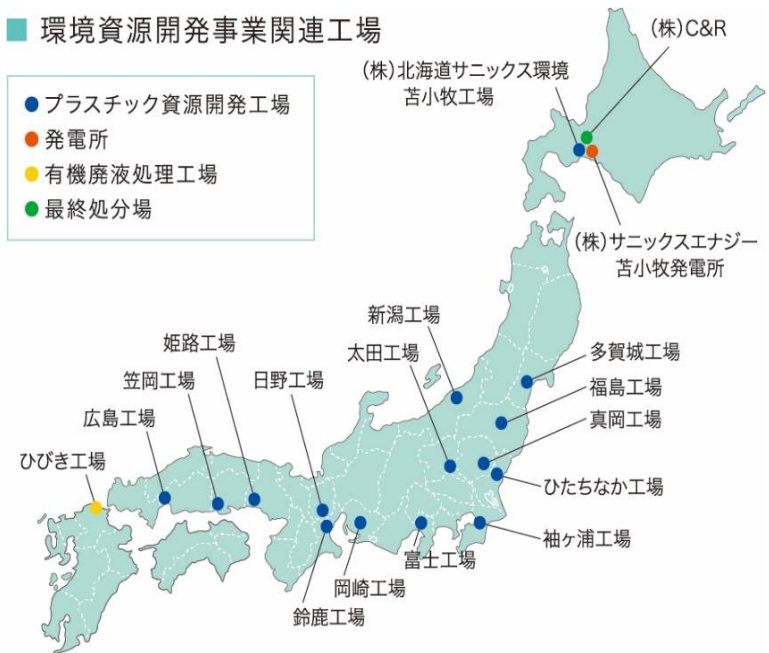 環境資源開発事業関連工場
プラスチック資源開発工場
発電所
有機廃液処理工場
最終処分場
(株)C&R
(株)北海道サニックス環境
苫小牧工場
(株)サニックスエナジー
苫小牧発電所
新潟工場
太田工場
多賀城工場
福島工場
真岡工場
ひたちなか工場
袖ヶ浦工場
富士工場
岡崎工場
鈴鹿工場
日野工場
姫路工場
笠岡工場
広島工場
ひびき工場